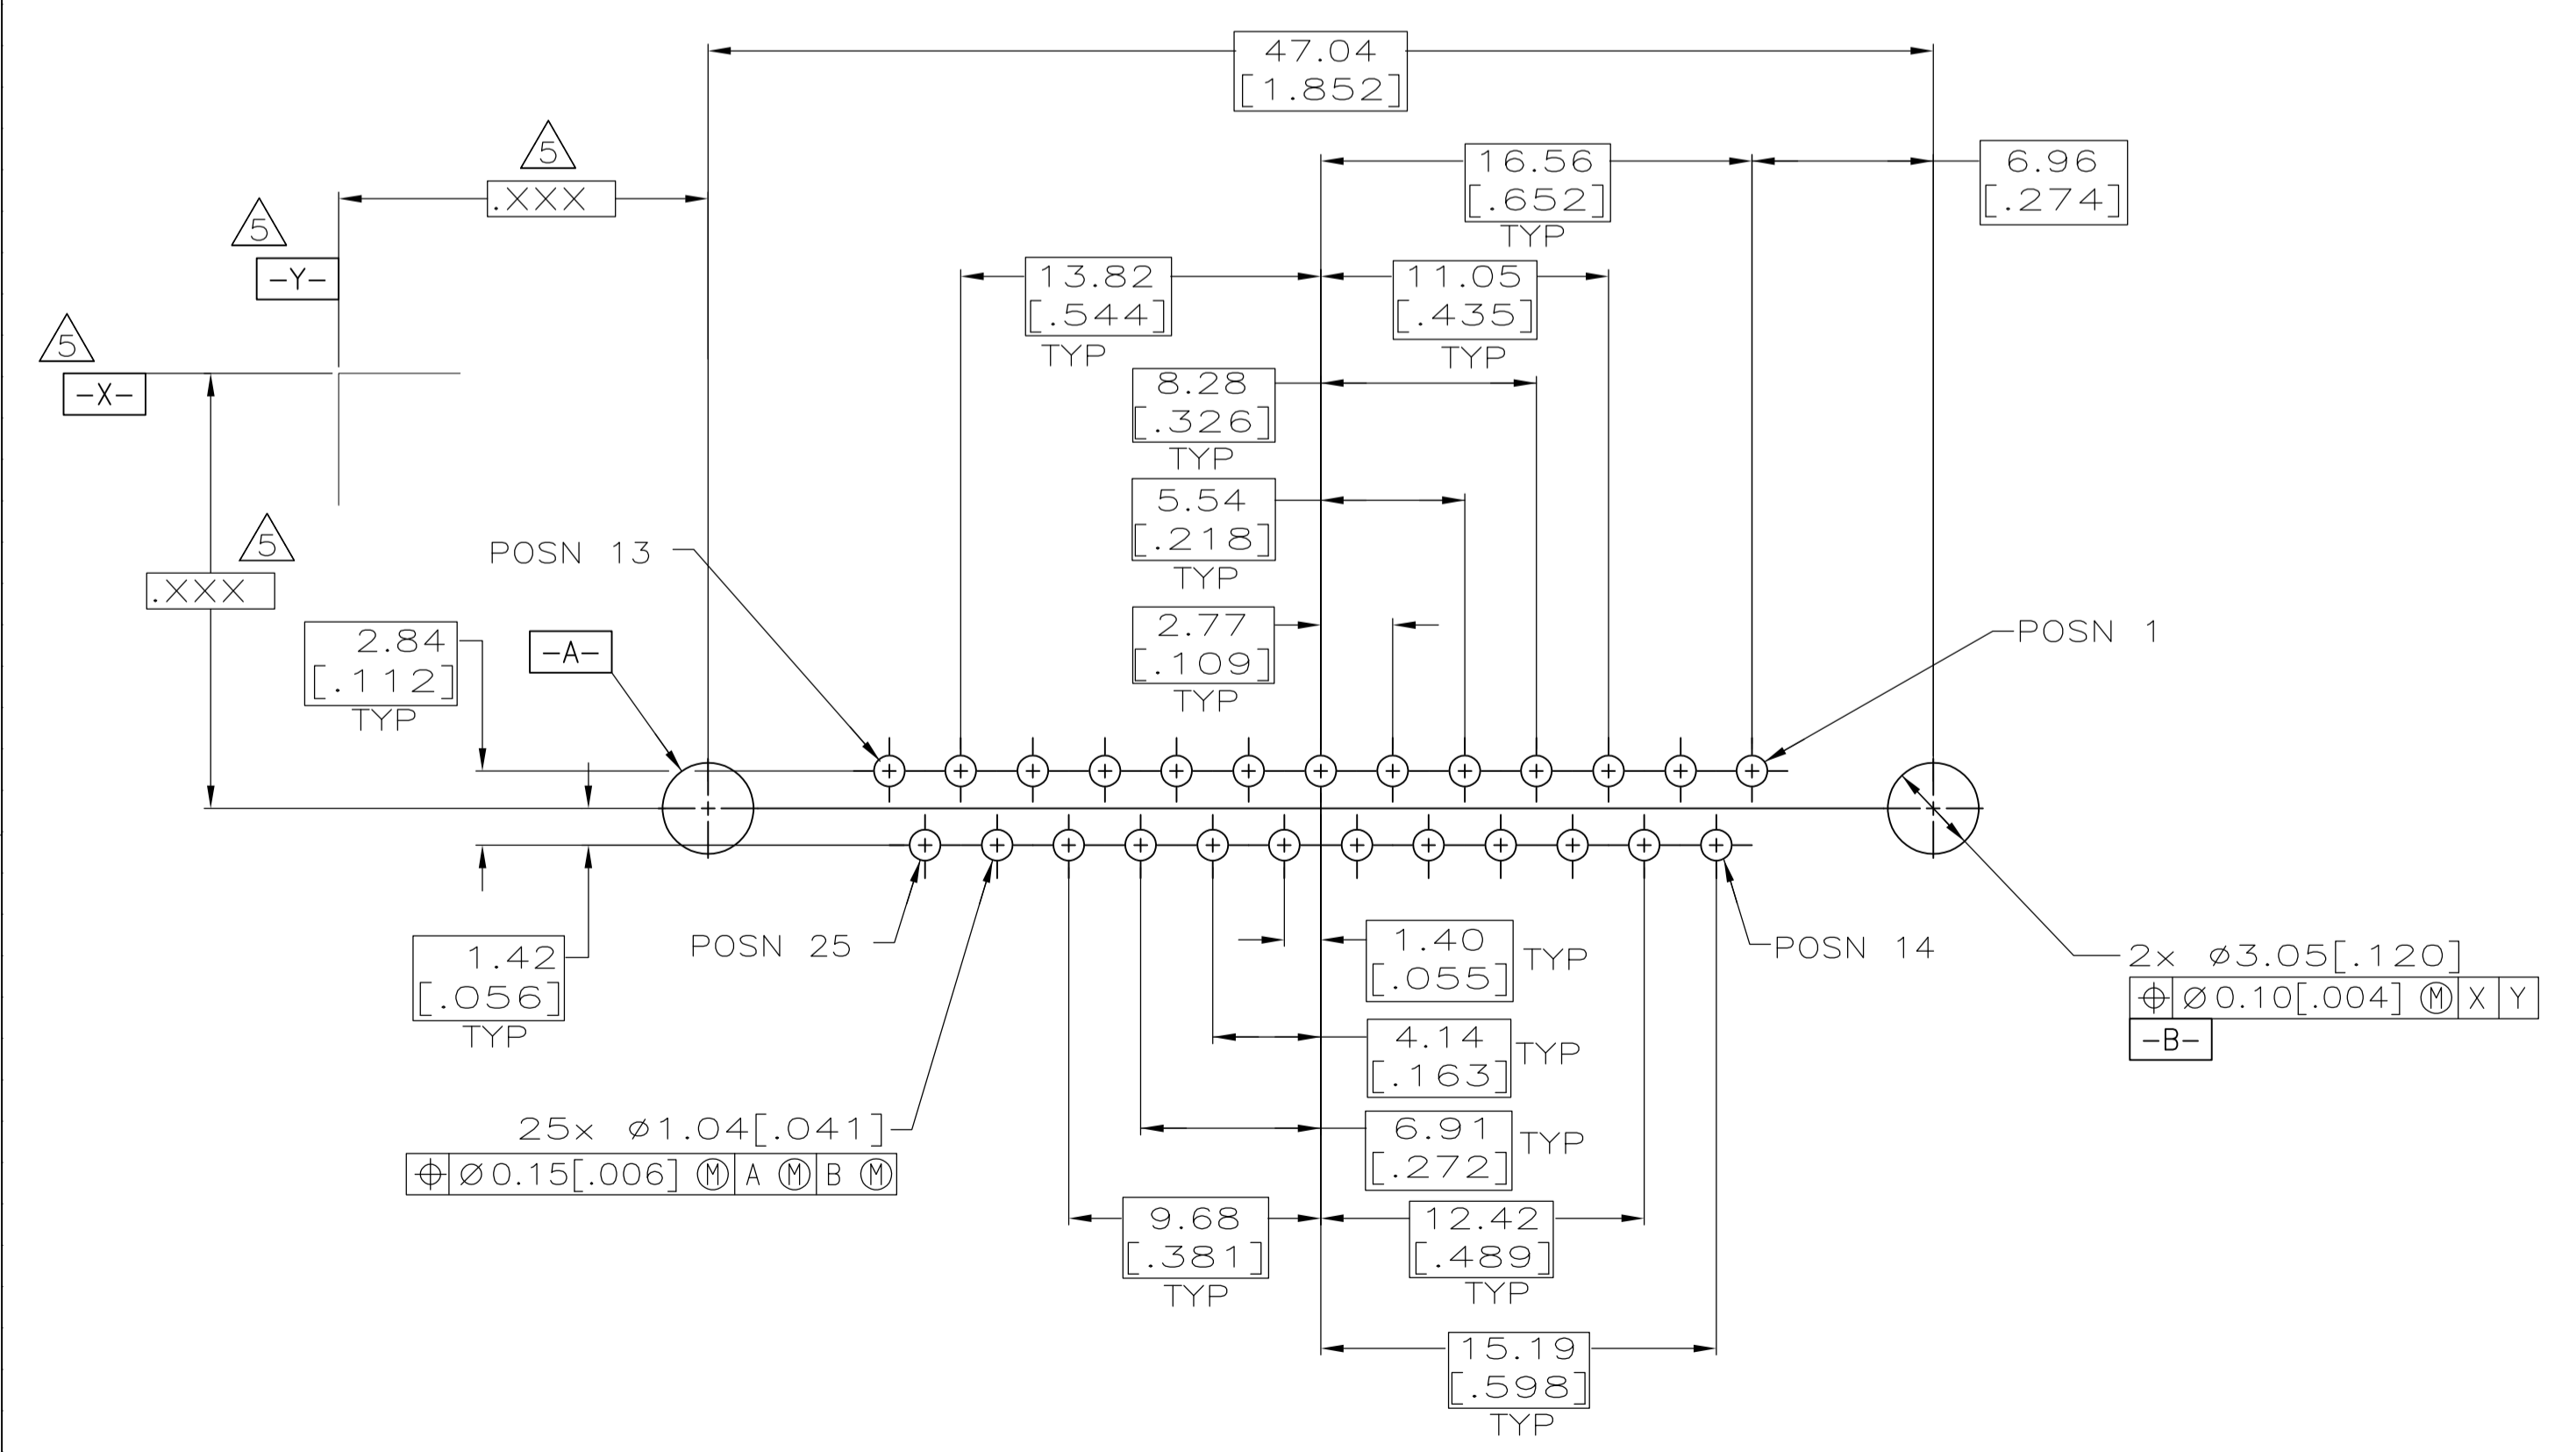 47.04
[1.852]
5
.XXX
16.56
[.652]
TYP
6.96
[.274]
5
-Y-
13.82
[.544]
TYP
11.05
[.435]
TYP
5
-X-
8.28
[.326]
TYP
5.54
[.218]
TYP
5
.XXX
POSN 13
2.77
[.109]
TYP
POSN 1
2.84
[.112]
TYP
-A-
1.42
[.056]
TYP
POSN 25
1.40
[.055]
TYP
POSN 14
2x ⌀3.05[.120]
⌖ ⌀0.10[.004] Ⓜ X Y
-B-
4.14
[.163]
TYP
25x ⌀1.04[.041]
⌖ ⌀0.15[.006] Ⓜ A Ⓜ B Ⓜ
6.91
[.272]
TYP
9.68
[.381]
TYP
12.42
[.489]
TYP
15.19
[.598]
TYP